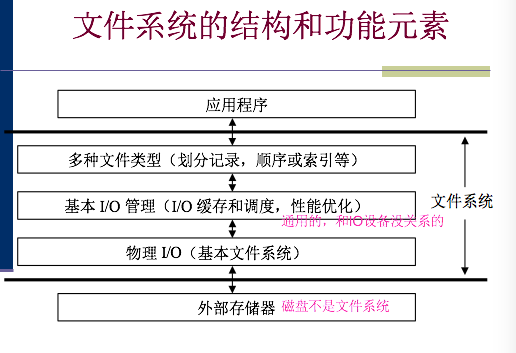 文件系统的结构和功能元素
应用程序
多种文件类型（划分记录，顺序或索引等）
基本 I/O 管理（I/O 缓存和调度，性能优化）
通用的，和IO设备没关系的
文件系统
物理 I/O（基本文件系统）
外部存储器
磁盘不是文件系统